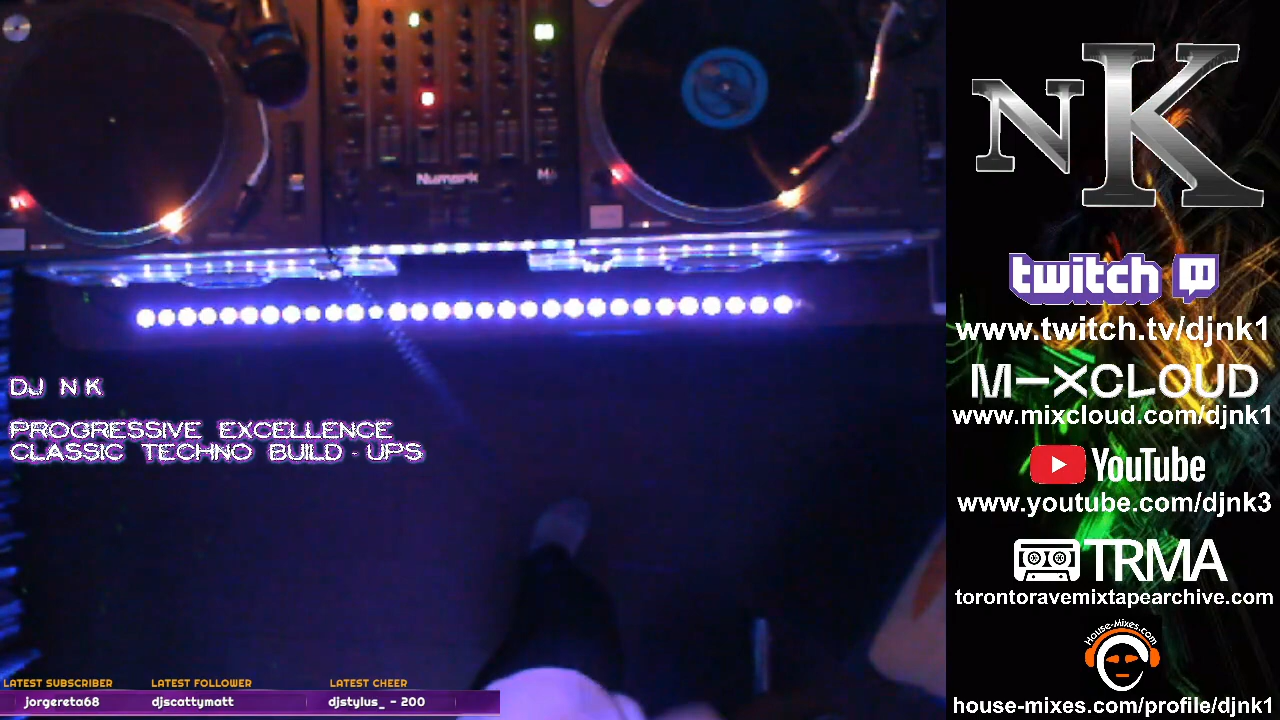 Numark
DJ NK
PROGRESSIVE EXCELLENCE
CLASSIC TECHNO BUILD-UPS
LATEST SUBSCRIBER
LATEST FOLLOWER
LATEST CHEER
jorgereta68
djscattymatt
djstylus_ - 200
NK
twitch
www.twitch.tv/djnk1
M-XCLOUD
www.mixcloud.com/djnk1
YouTube
www.youtube.com/djnk3
TRMA
torontoravemixtapearchive.com
House-Mixes.com
house-mixes.com/profile/djnk1